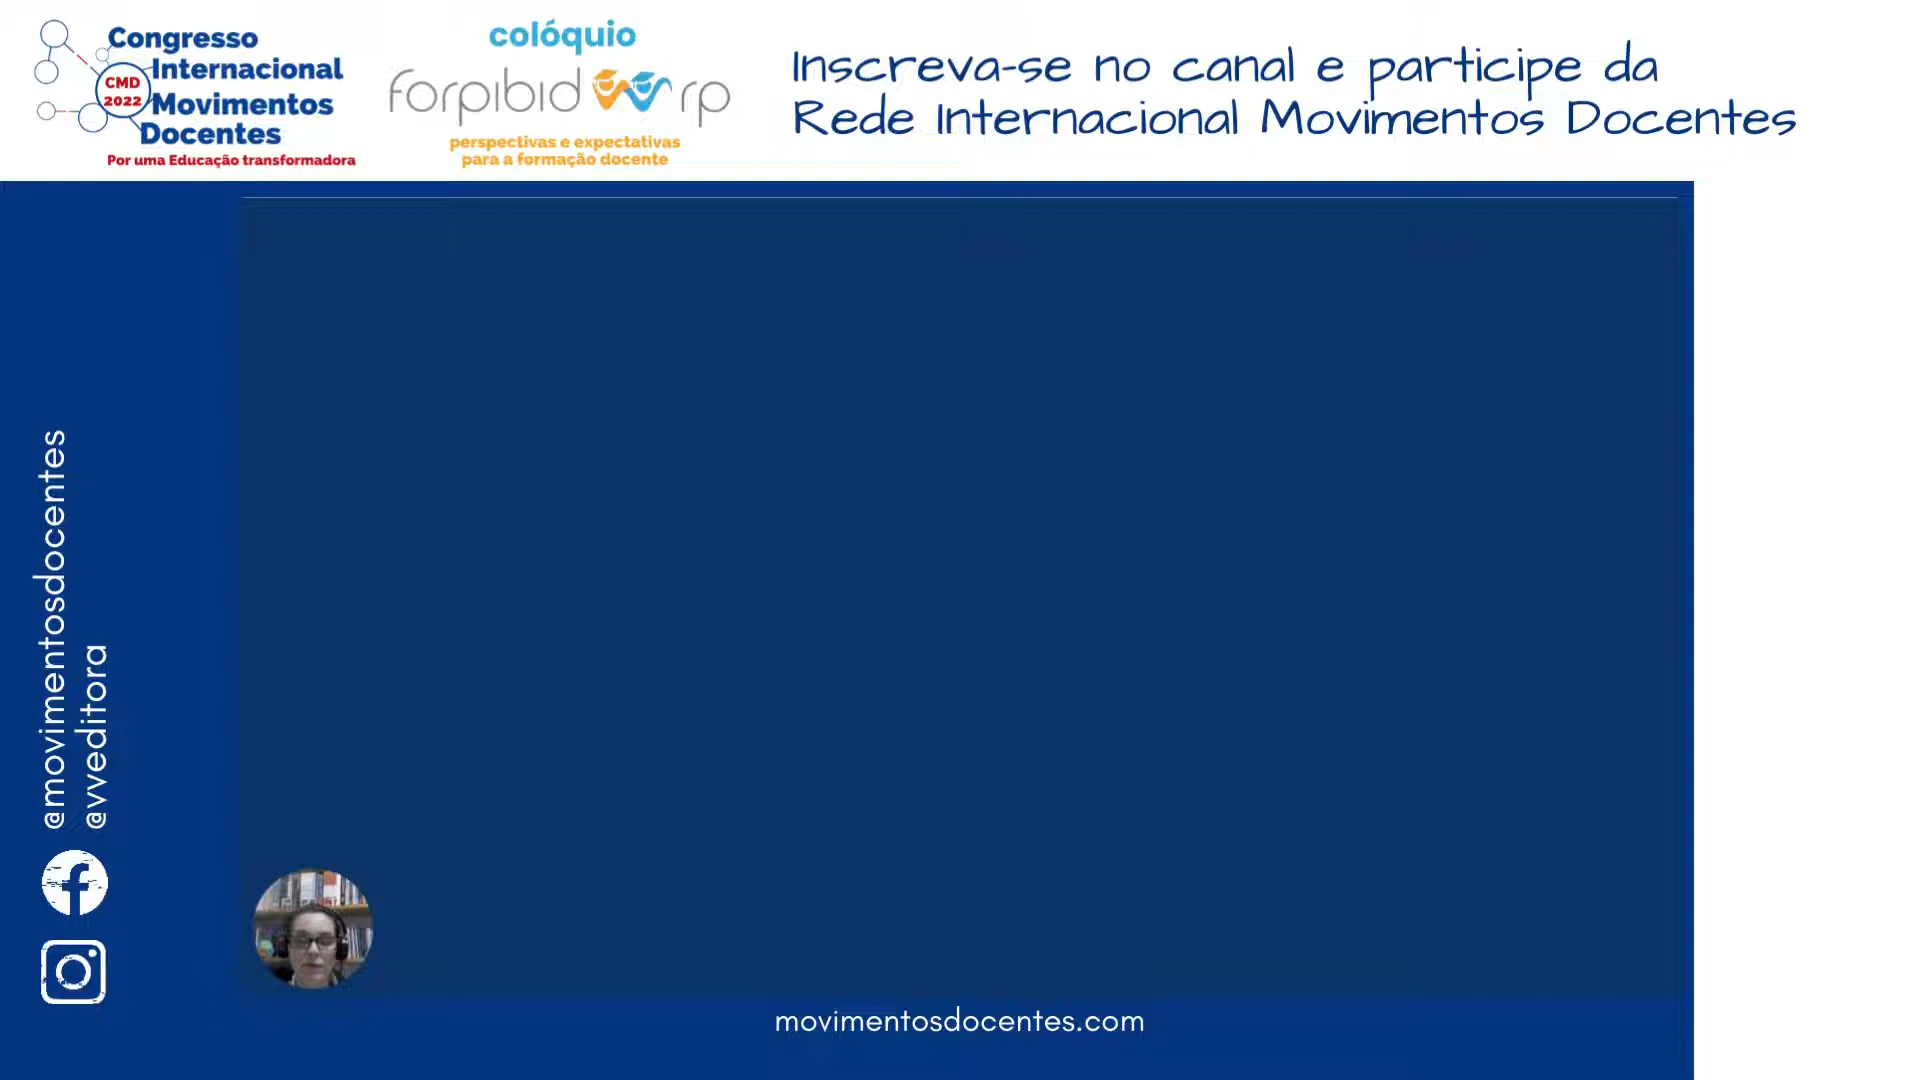 Congresso
Internacional
CMD
2022
Movimentos
Docentes
Por uma Educação transformadora
colóquio
forpibid rp
perspectivas e expectativas
para a formação docente
Inscreva-se no canal e participe da
Rede Internacional Movimentos Docentes
@movimentosdocentes
@vveditora
movimentosdocentes.com